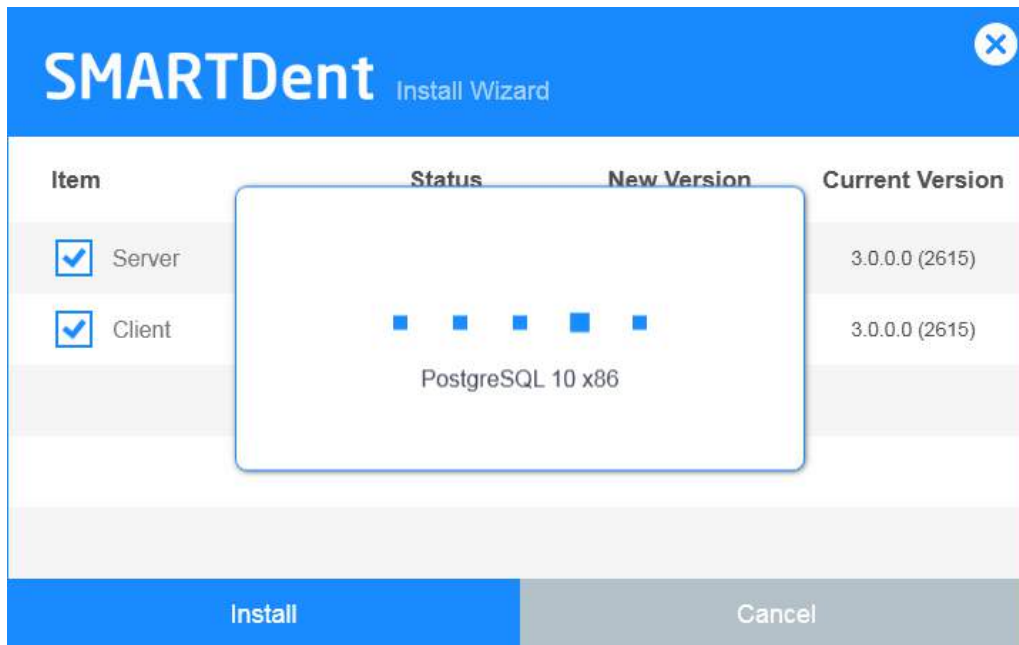 SMARTDent Install Wizard
Item Status New Version Current Version
Server 3.0.0.0 (2615)
Client 3.0.0.0 (2615)
PostgreSQL 10 x86
Install Cancel